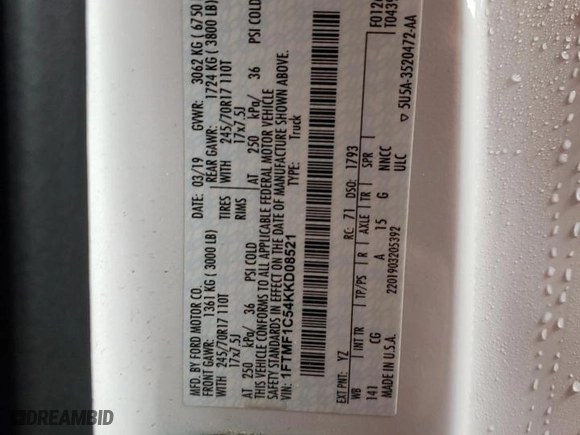 MFD. BY FORD MOTOR CO.
DATE: 03/19 GVWR: 3062 KG ( 6750
FRONT GAWR: 1361 KG ( 3000 LB) REAR GAWR: 1724 KG ( 3800 LB)
WITH 245/70R17 110T TIRES WITH 245/70R17 110T
17x7.5J RIMS 17x7.5J
AT 250 kPa/ 36 PSI COLD AT 250 kPa/ 36 PSI COLD
THIS VEHICLE CONFORMS TO ALL APPLICABLE FEDERAL MOTOR VEHICLE
SAFETY STANDARDS IN EFFECT ON THE DATE OF MANUFACTURE SHOWN ABOVE.
VIN: 1FTMF1C54KKD08521 TYPE: Truck
F0126
T0439
EXT PNT: YZ RC: 71 DSO: 1793
WB INT TR TP/PS R AXLE TR SPR
141 CG A 15 G NNCC
MADE IN U.S.A. 2201903205392 ULC
▽ 5U5A-3520472-AA
DREAMBID